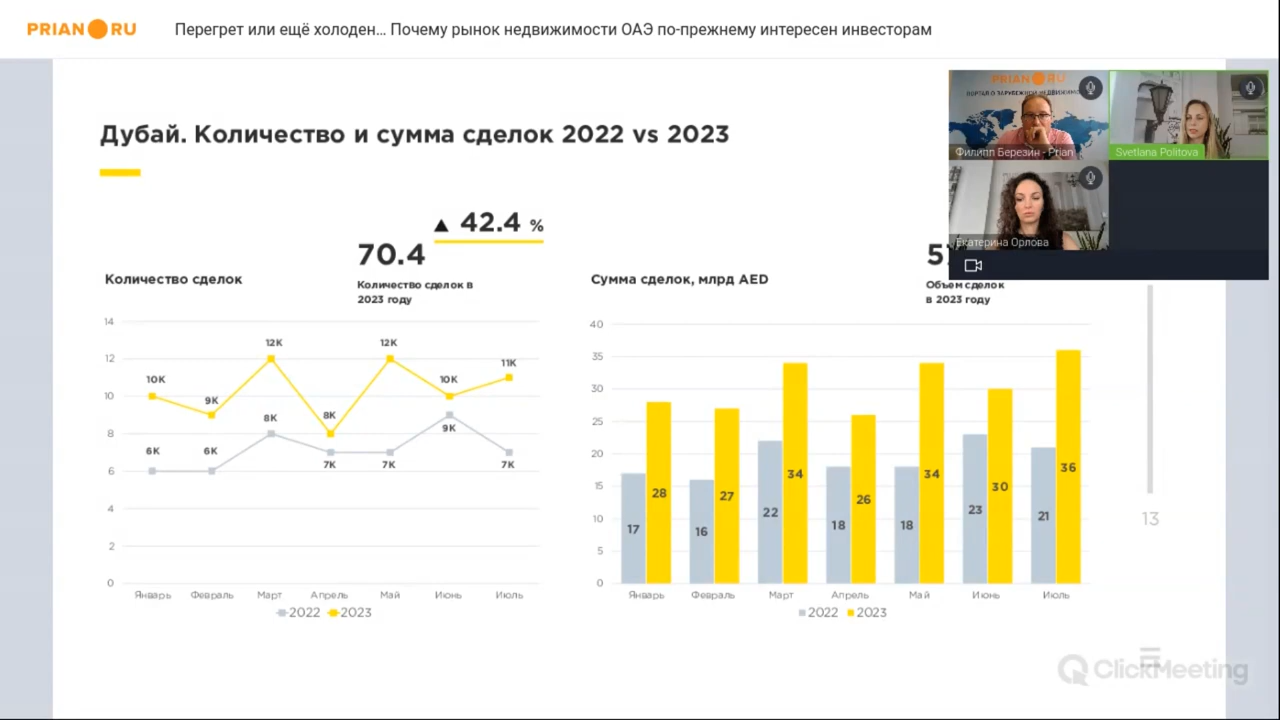 PRIAN RU
Перегрет или ещё холоден... Почему рынок недвижимости ОАЭ по-прежнему интересен инвесторам
PRIAN RU
ПОРТАЛ О ЗАРУБЕЖНОЙ НЕДВИЖИМО
Филипп Березин - Prian
Svetlana Politova
Екатерина Орлова
Дубай. Количество и сумма сделок 2022 vs 2023
▲ 42.4 %
70.4
Количество сделок
Количество сделок в
2023 году
14
12
10
8
6
4
2
0
10K
9K
12K
8K
12K
10K
11K
6K
6K
8K
7K
7K
9K
7K
Январь Февраль Март Апрель Май Июнь Июль
2022 2023
Сумма сделок, млрд AED
Объем сделок
в 2023 году
40
35
30
25
20
15
10
5
0
17 28 16 27 22 34 18 26 18 34 23 30 21 36
Январь Февраль Март Апрель Май Июнь Июль
2022 2023
13
ClickMeeting